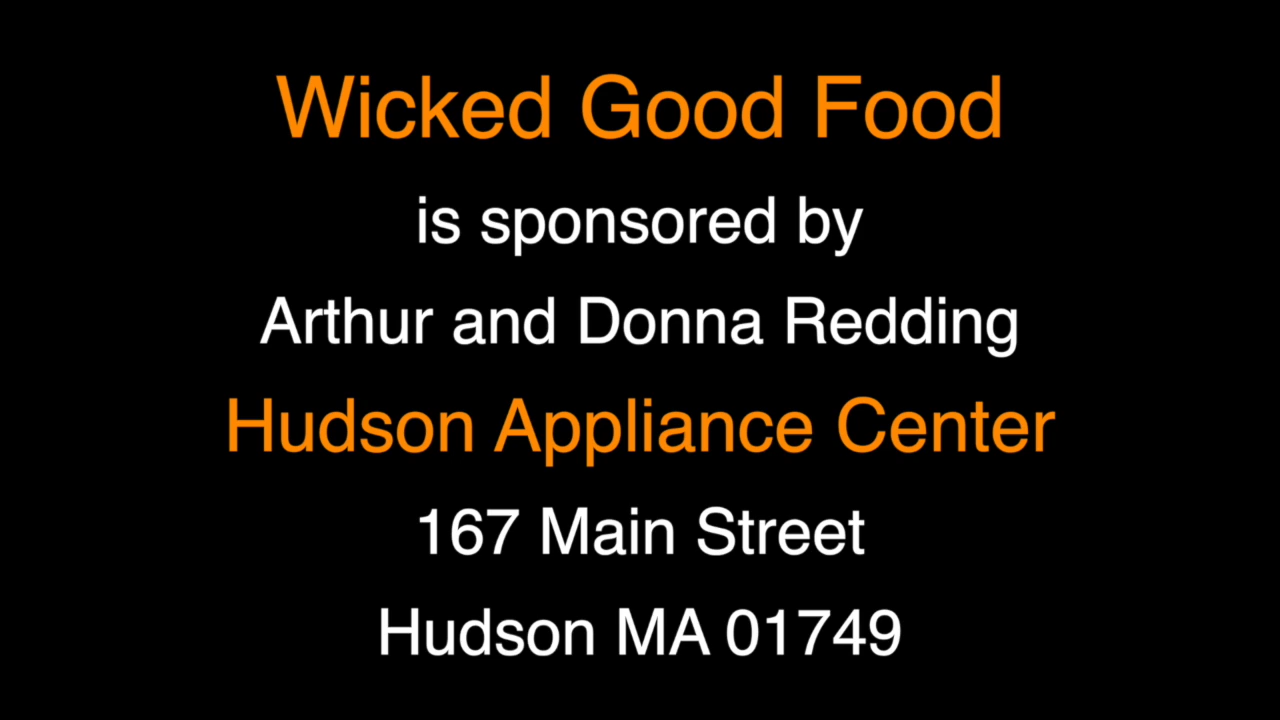 Wicked Good Food
is sponsored by
Arthur and Donna Redding
Hudson Appliance Center
167 Main Street
Hudson MA 01749